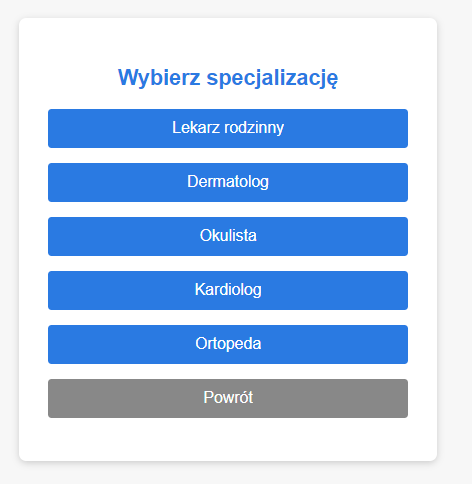 Wybierz specjalizację
Lekarz rodzinny
Dermatolog
Okulista
Kardiolog
Ortopeda
Powrót